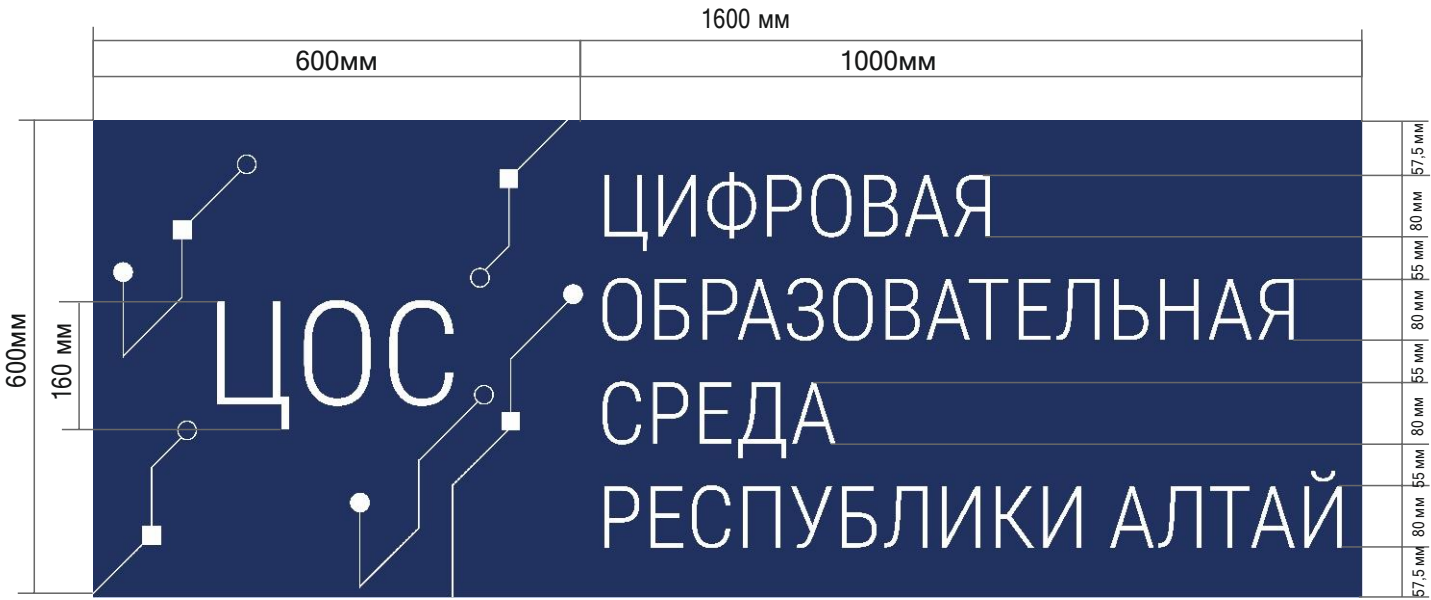 1600 мм
600мм
1000мм
600мм
160 мм
ЦОС
ЦИФРОВАЯ
ОБРАЗОВАТЕЛЬНАЯ
СРЕДА
РЕСПУБЛИКИ АЛТАЙ
57,5 мм
80 мм
55 мм
80 мм
55 мм
80 мм
55 мм
80 мм
57,5 мм